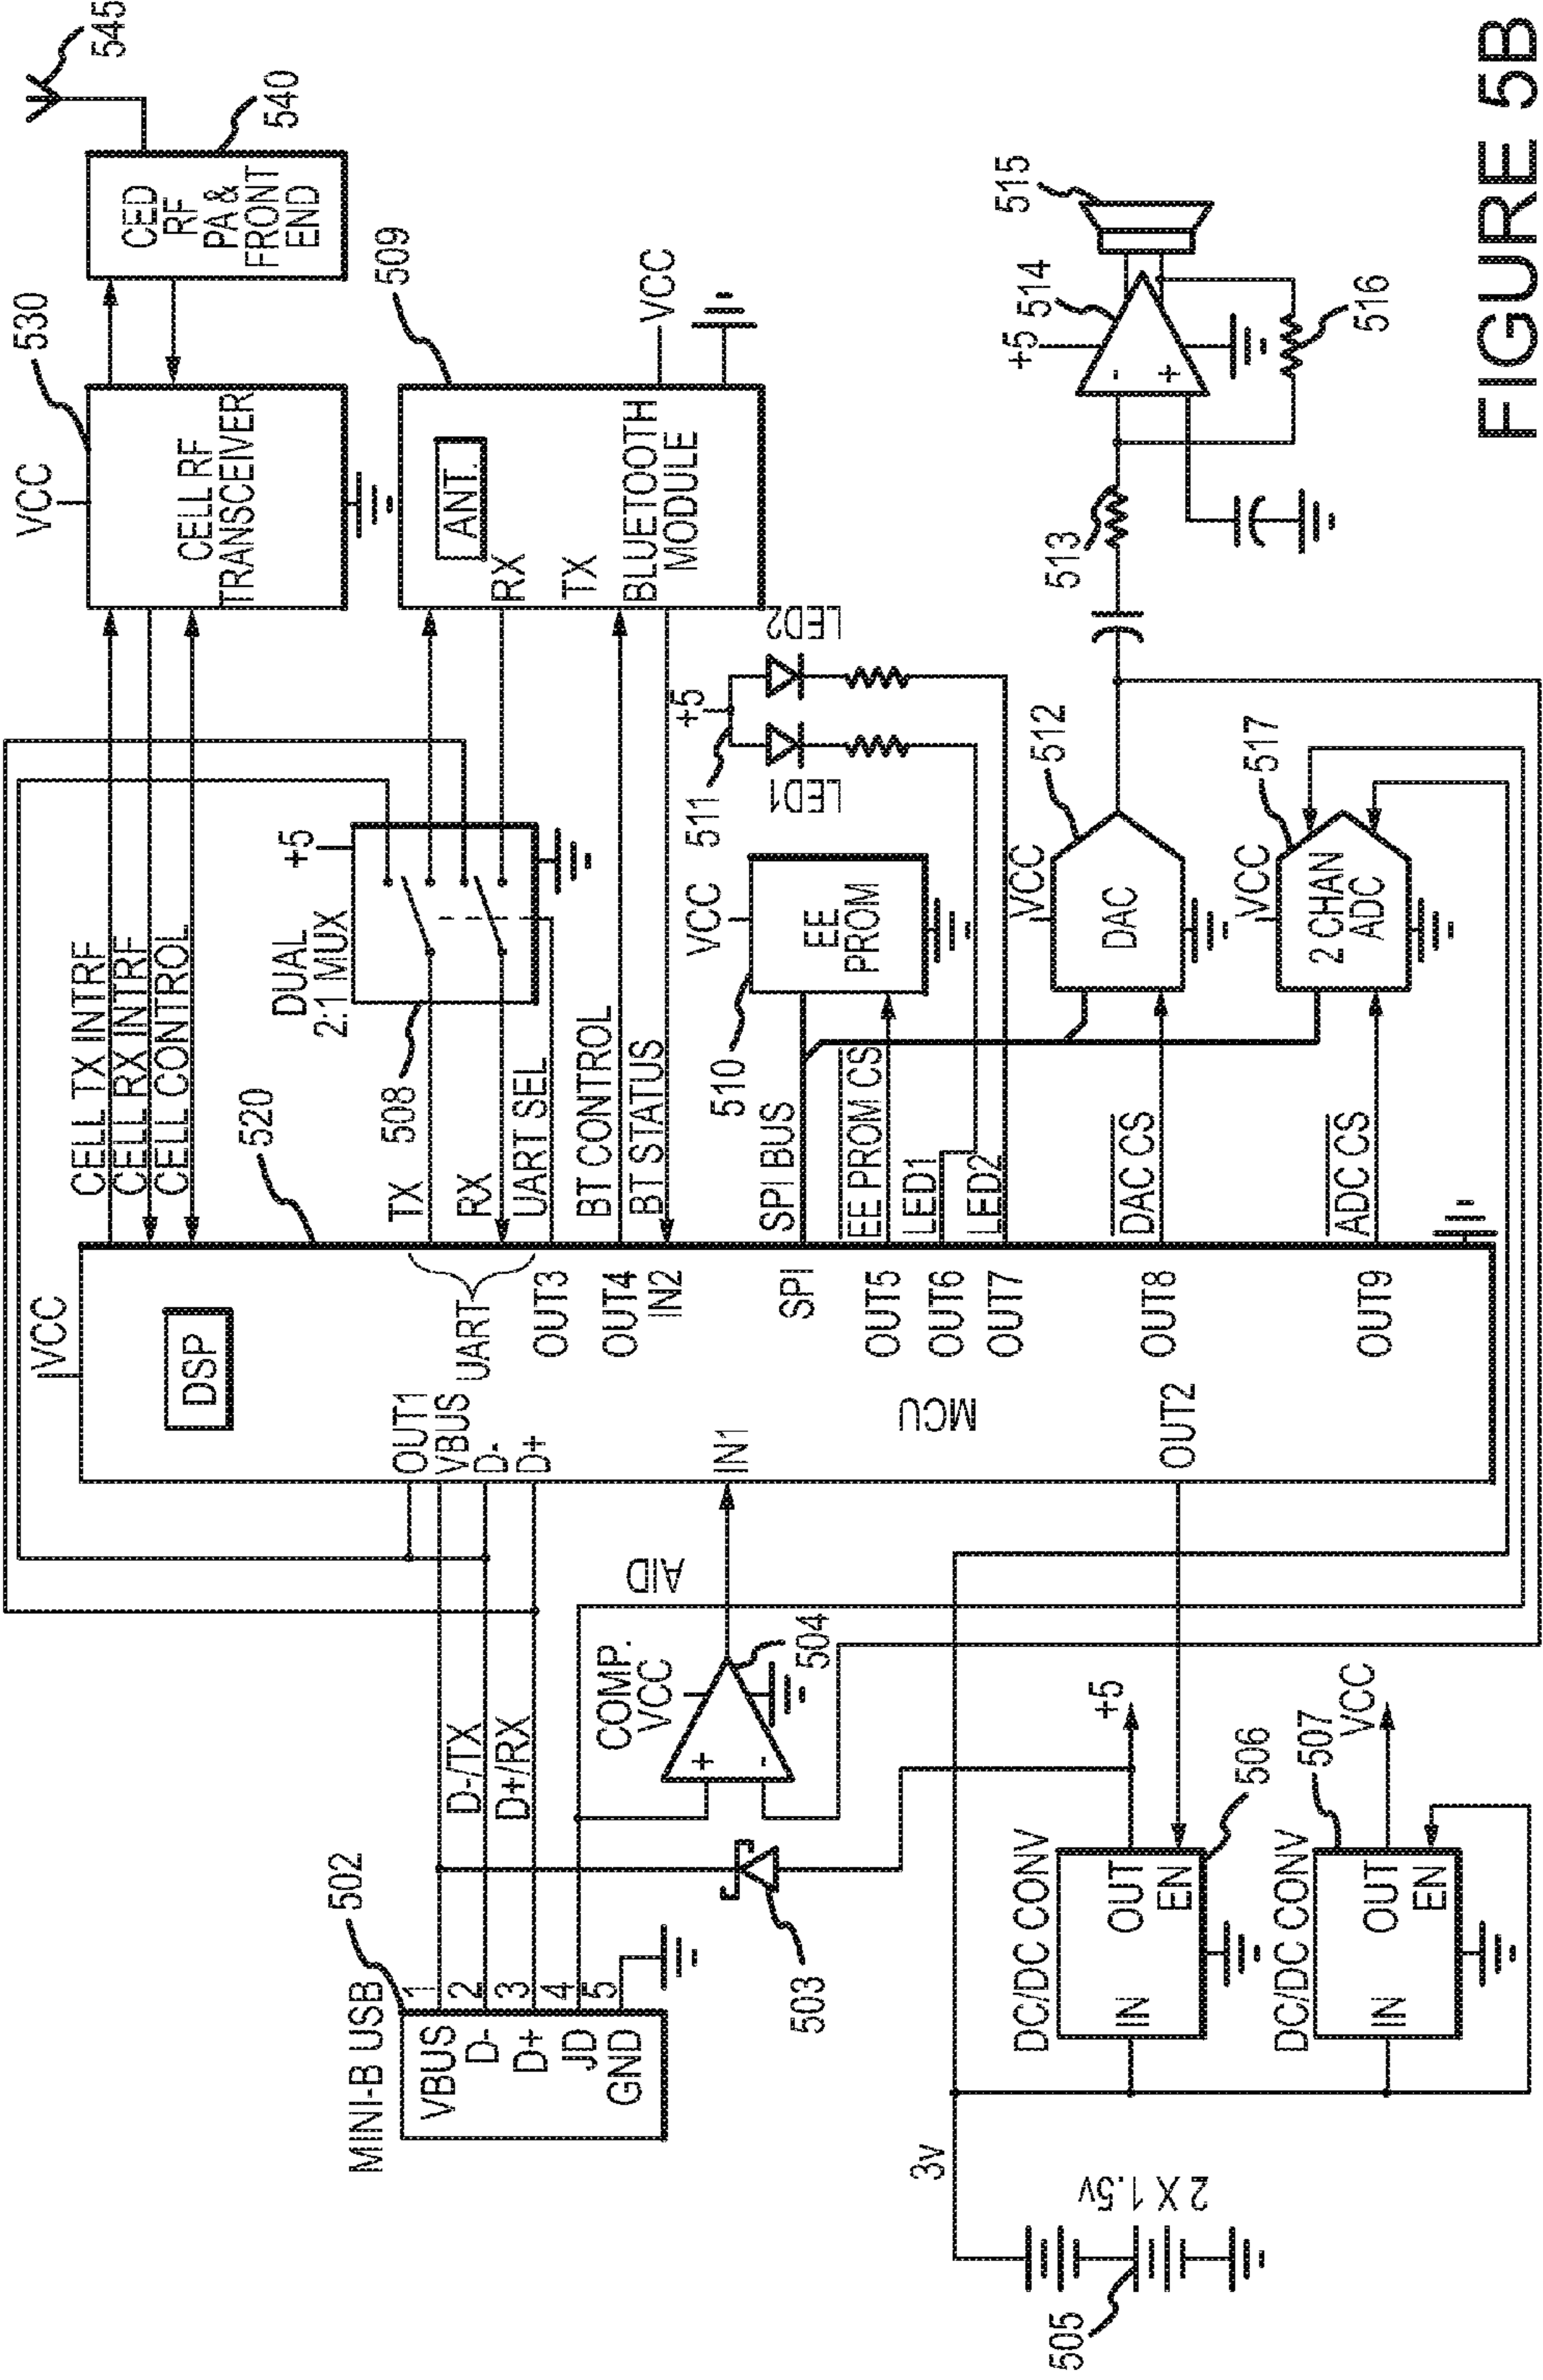 MINI-B USB
502
VBUS 1
D- 2
D+ 3
JD 4
GND 5
D-/TX
D+/RX
503
COMP.
VCC
+
-
504
AID
3v
2 X 1.5v
505
DC/DC CONV
IN
OUT
EN
506
+5
DC/DC CONV
IN
OUT
EN
507
VCC
VCC
DSP
520
OUT1
VBUS
D-
D+
IN1
OUT2
MCU
UART
OUT3
OUT4
IN2
SPI
OUT5
OUT6
OUT7
OUT8
OUT9
CELL TX INTRF
CELL RX INTRF
CELL CONTROL
TX
508
RX
UART SEL
BT CONTROL
BT STATUS
SPI BUS
EE PROM CS
LED1
LED2
DAC CS
ADC CS
DUAL
2:1 MUX
+5
510
VCC
EE
PROM
511
+5
LED1
LED2
VCC
DAC
512
VCC
2 CHAN
ADC
517
VCC
530
CELL RF
TRANSCEIVER
CED
RF
PA &
FRONT
END
540
545
ANT.
RX
TX
BLUETOOTH
MODULE
509
VCC
513
+5
514
-
+
515
516
FIGURE 5B